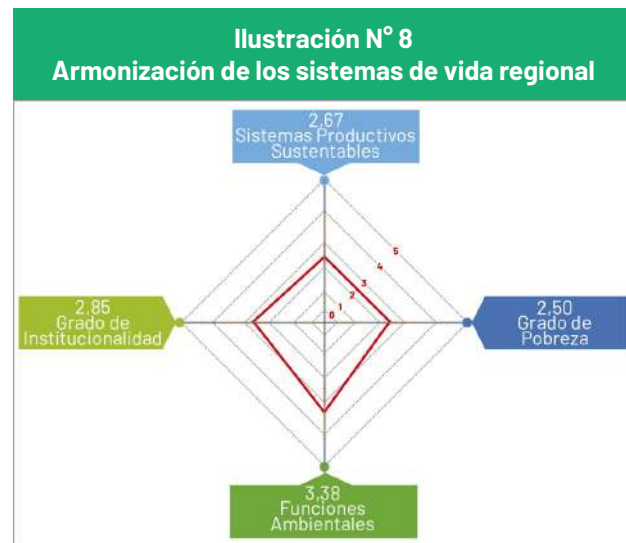 Ilustración N° 8
Armonización de los sistemas de vida regional
2,67
Sistemas Productivos
Sustentables
5
4
3
2
1
0
2,85
Grado de
Institucionalidad
2,50
Grado de
Pobreza
3,38
Funciones
Ambientales